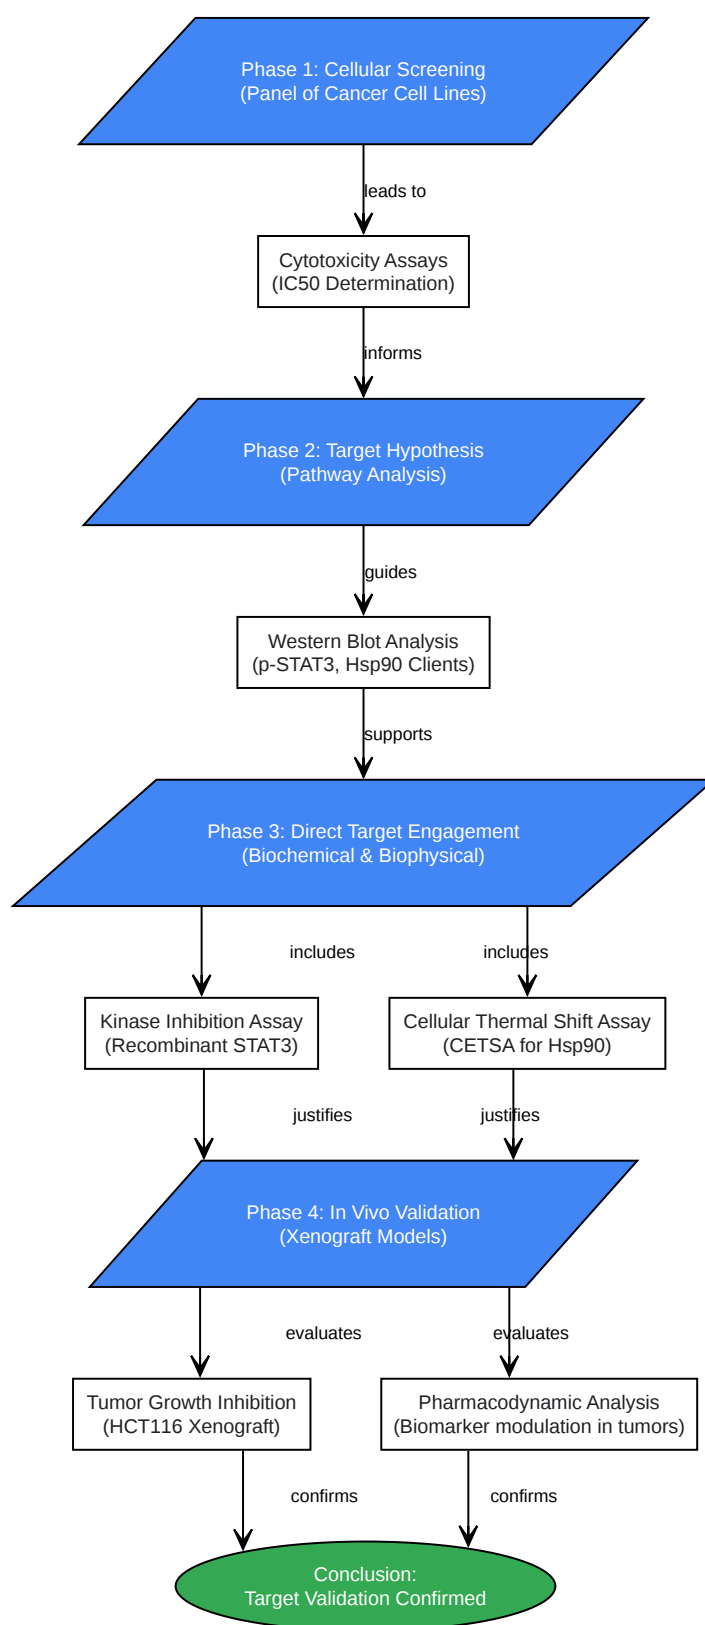 Phase 1: Cellular Screening
(Panel of Cancer Cell Lines)
leads to
Cytotoxicity Assays
(IC50 Determination)
informs
Phase 2: Target Hypothesis
(Pathway Analysis)
guides
Western Blot Analysis
(p-STAT3, Hsp90 Clients)
supports
Phase 3: Direct Target Engagement
(Biochemical & Biophysical)
includes
includes
Kinase Inhibition Assay
(Recombinant STAT3)
Cellular Thermal Shift Assay
(CETSA for Hsp90)
justifies
justifies
Phase 4: In Vivo Validation
(Xenograft Models)
evaluates
evaluates
Tumor Growth Inhibition
(HCT116 Xenograft)
Pharmacodynamic Analysis
(Biomarker modulation in tumors)
confirms
confirms
Conclusion:
Target Validation Confirmed